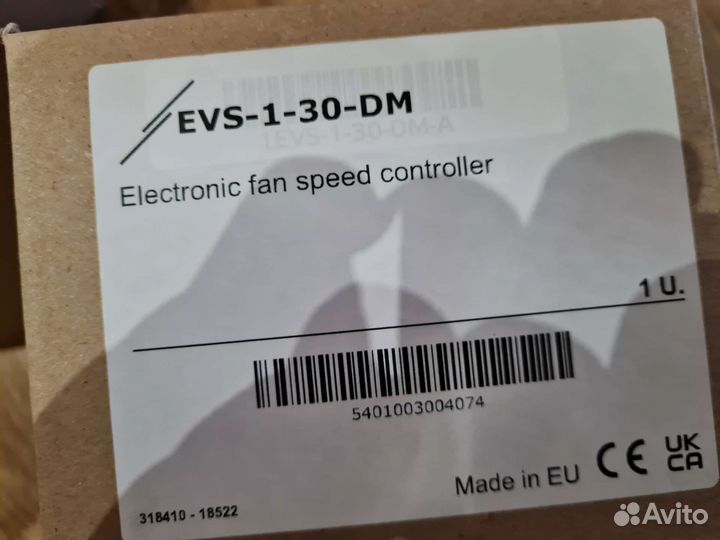 EVS-1-30-DM
1EVS-1-30-DM-A
Electronic fan speed controller
1 U.
5401003004074
Made in EU CE UK CA
318410 - 18522
Avito